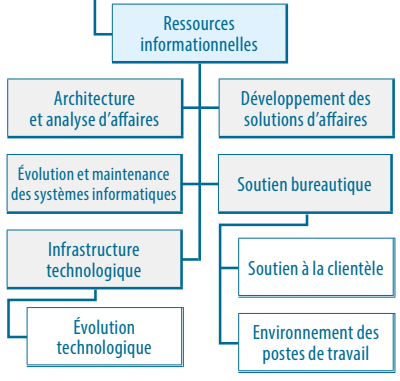 Ressources
informationnelles
Architecture
et analyse d'affaires
Développement des
solutions d'affaires
Évolution et maintenance
des systèmes informatiques
Soutien bureautique
Infrastructure
technologique
Soutien à la clientèle
Évolution
technologique
Environnement des
postes de travail